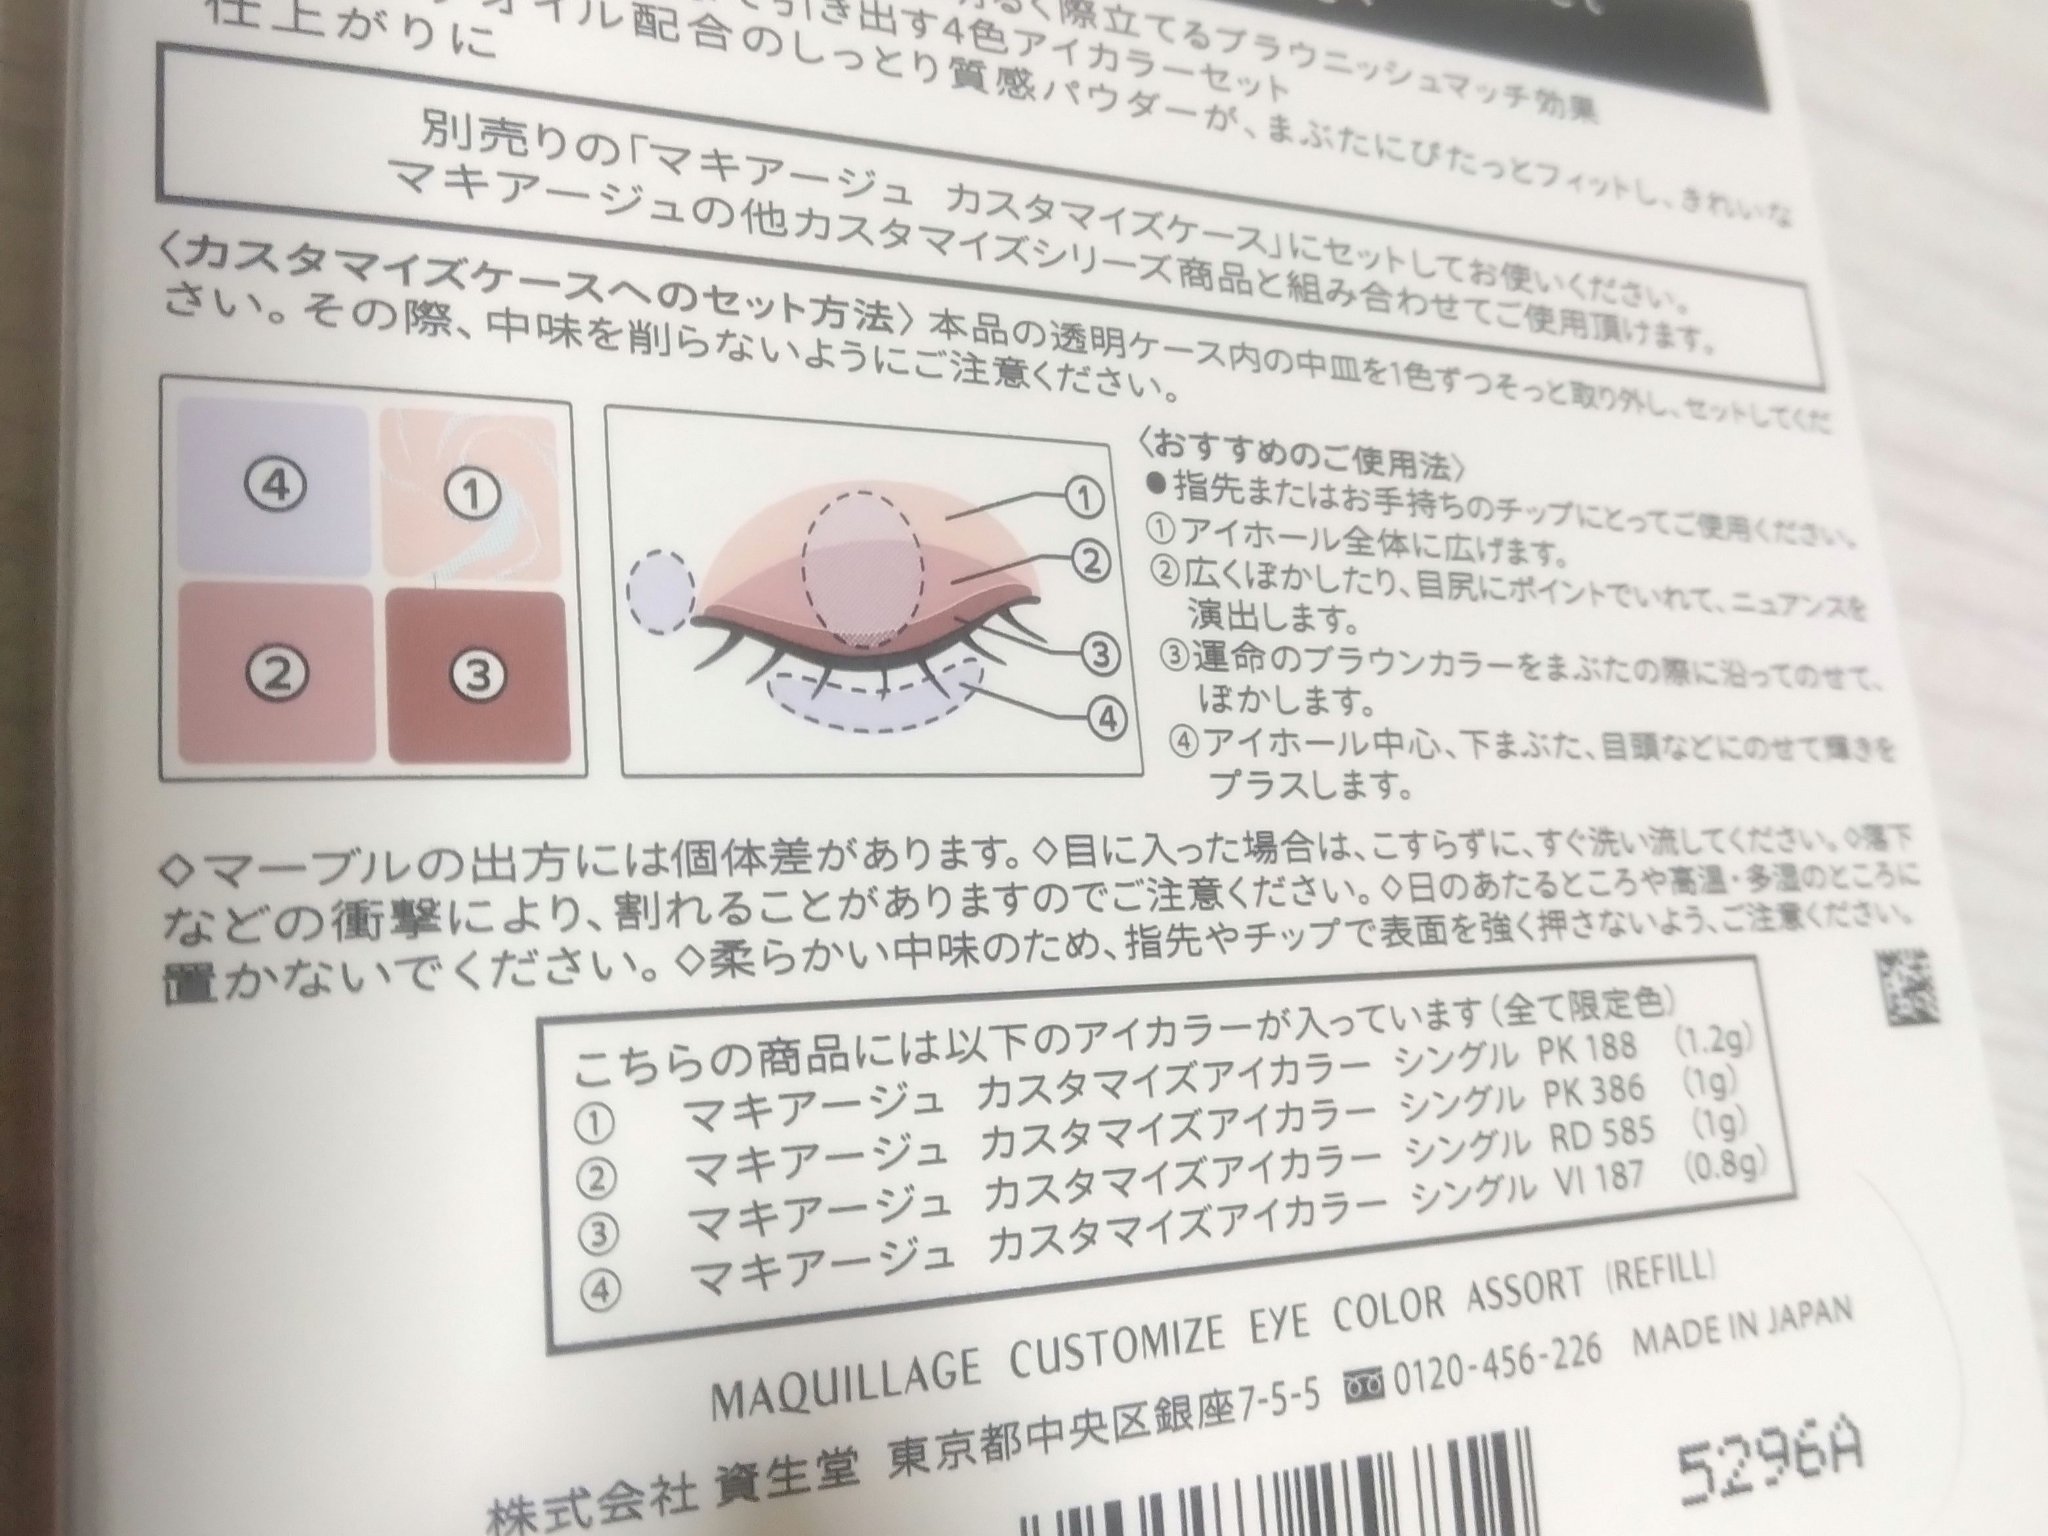 際立てるブラウニッシュマッチ効果
引き出す4色アイカラーセット
オイル配合のしっとり質感パウダーが、まぶたにぴたっとフィットし、きれいな
仕上がりに
別売りの「マキアージュ カスタマイズケース」にセットしてお使いください。
マキアージュの他カスタマイズシリーズ商品と組み合わせてご使用頂けます。
〈カスタマイズケースへのセット方法〉本品の透明ケース内の中皿を1色ずつそっと取り外し、セットしてくだ
さい。その際、中味を削らないようにご注意ください。
④ ①
② ③
①
②
③
④
〈おすすめのご使用法〉
●指先またはお手持ちのチップにとってご使用ください。
①アイホール全体に広げます。
②広くぼかしたり、目尻にポイントでいれて、ニュアンスを
演出します。
③運命のブラウンカラーをまぶたの際に沿ってのせて、
ぼかします。
④アイホール中心、下まぶた、目頭などにのせて輝きを
プラスします。
◇マーブルの出方には個体差があります。◇目に入った場合は、こすらずに、すぐ洗い流してください。◇落下
などの衝撃により、割れることがありますのでご注意ください。◇日のあたるところや高温・多湿のところに
置かないでください。◇柔らかい中味のため、指先やチップで表面を強く押さないよう、ご注意ください。
こちらの商品には以下のアイカラーが入っています(全て限定色)
① マキアージュ カスタマイズアイカラー シングル PK 188 (1.2g)
② マキアージュ カスタマイズアイカラー シングル PK 386 (1g)
③ マキアージュ カスタマイズアイカラー シングル RD 585 (1g)
④ マキアージュ カスタマイズアイカラー シングル VI 187 (0.8g)
MAQUILLAGE CUSTOMIZE EYE COLOR ASSORT (REFILL)
株式会社 資生堂 東京都中央区銀座7-5-5 0120-456-226 MADE IN JAPAN
5296A